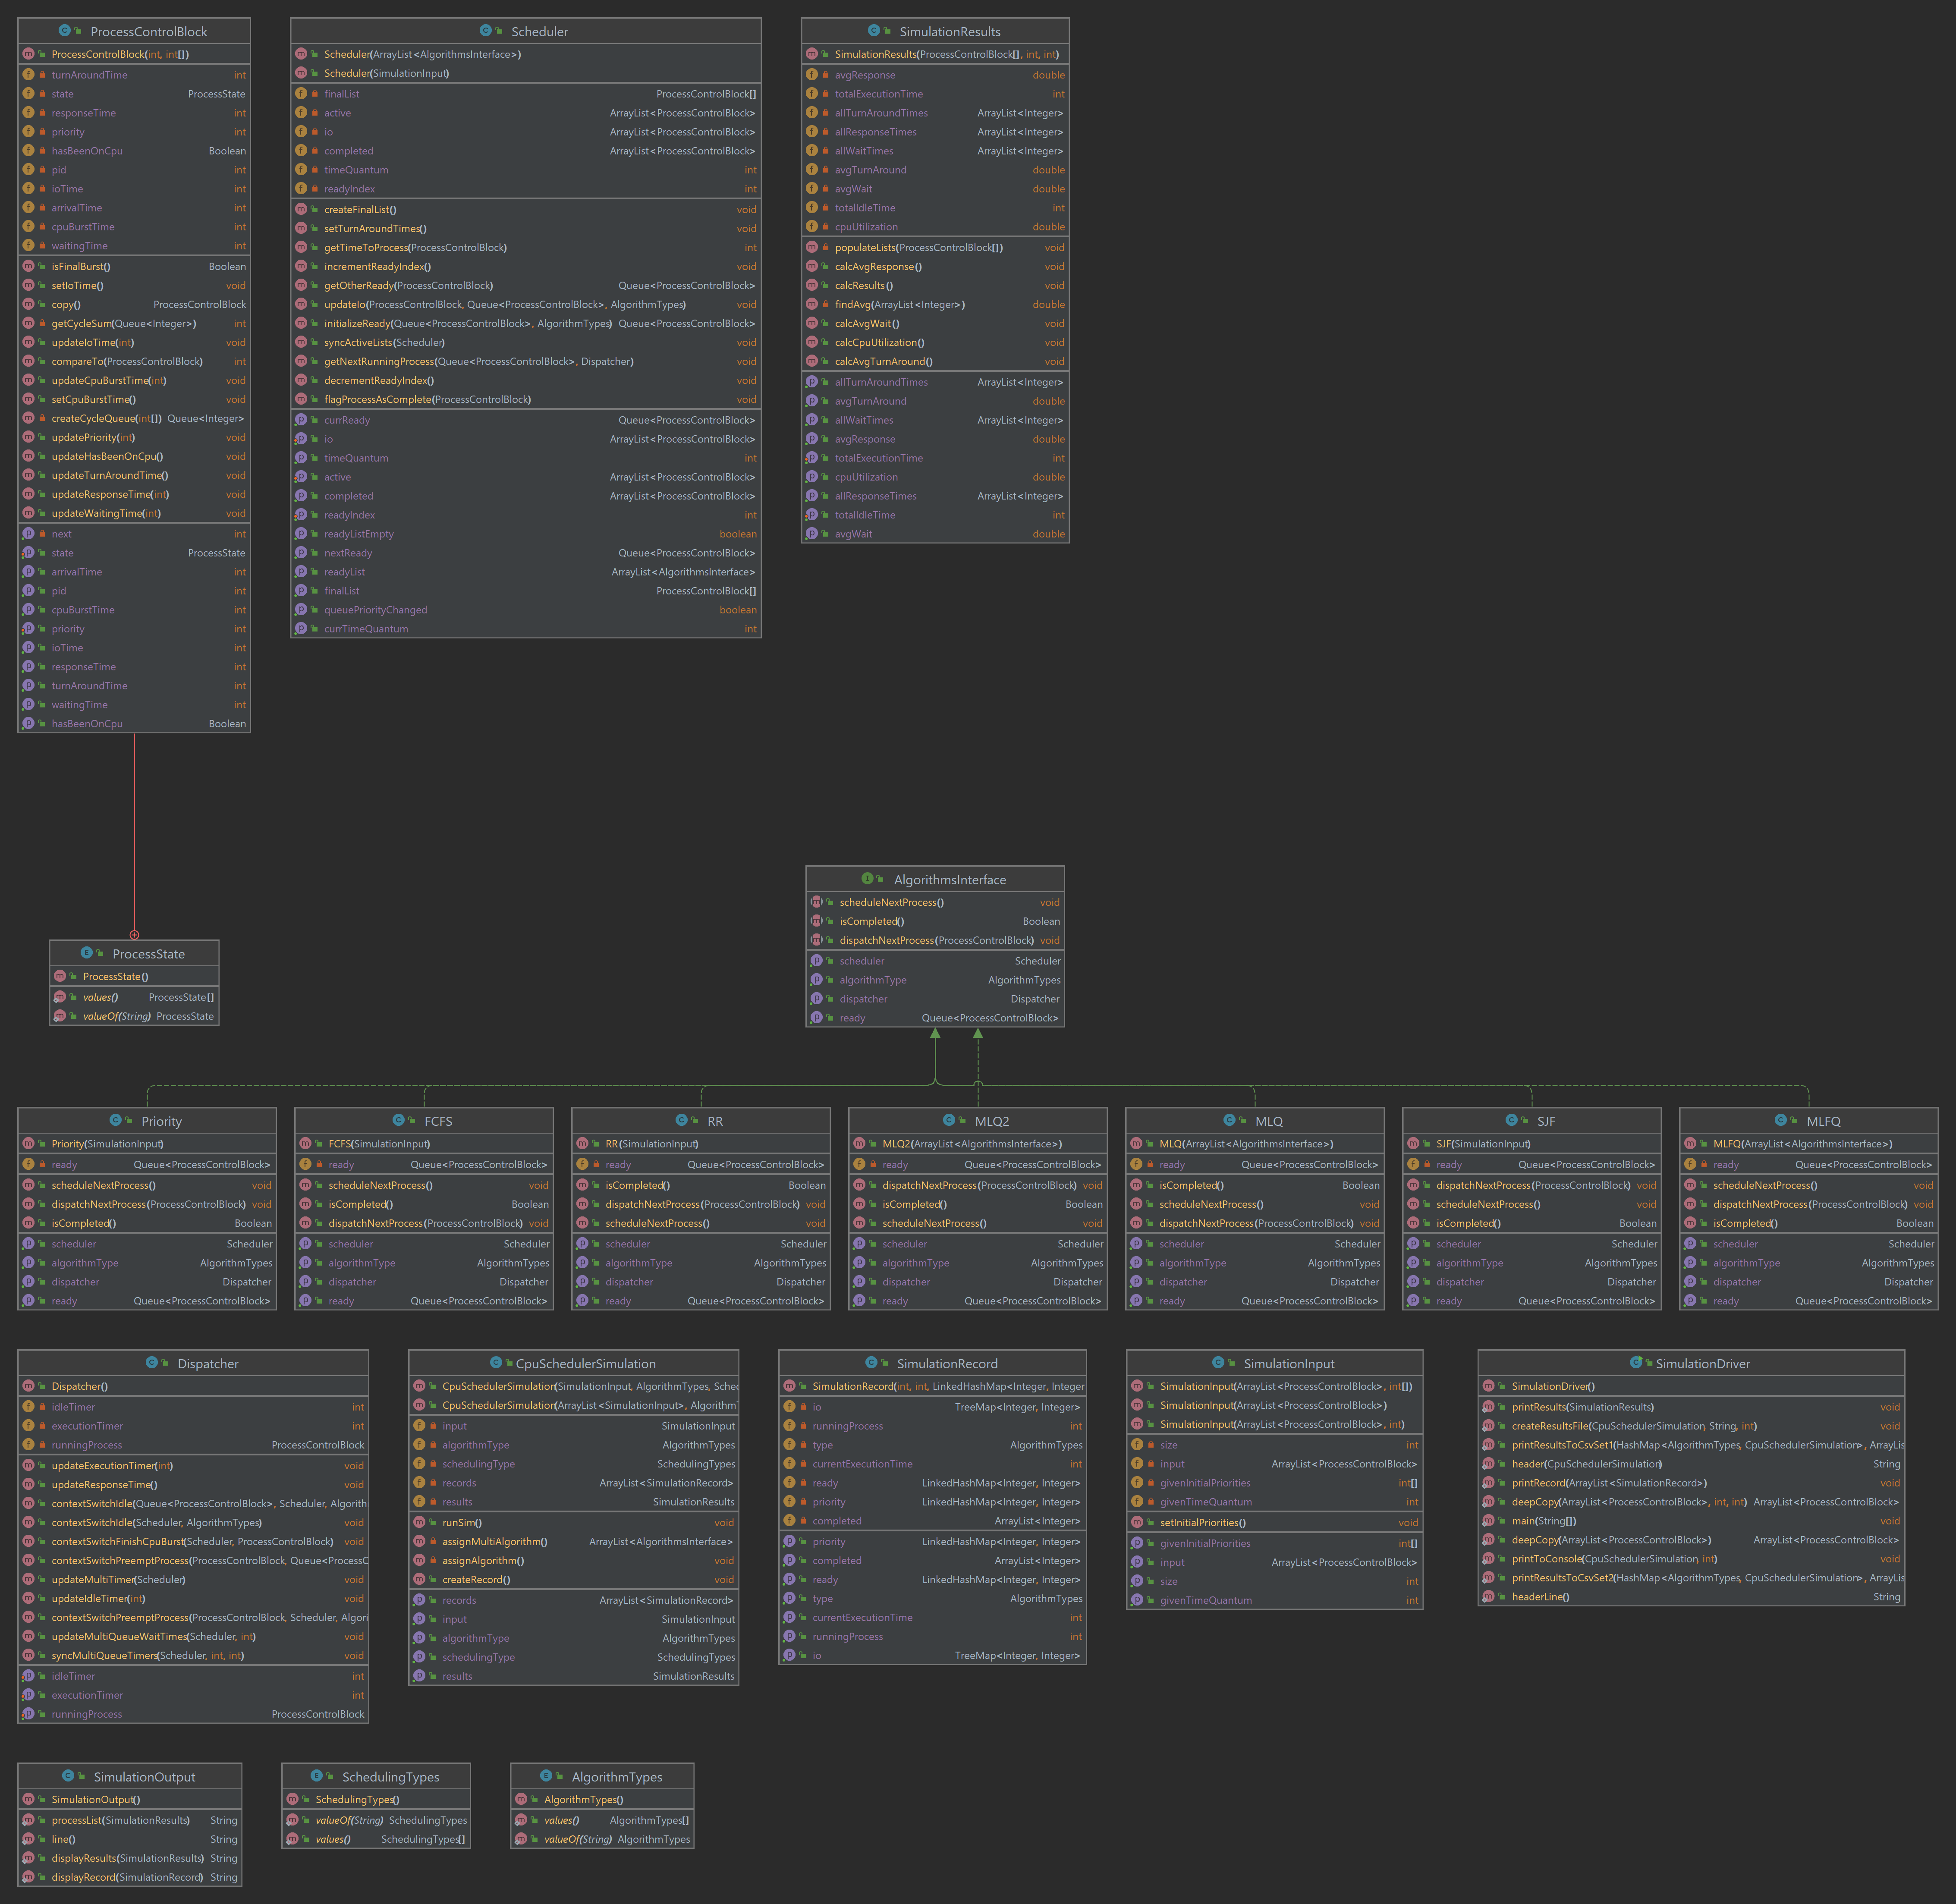 ProcessControlBlock
ProcessControlBlock(int, int[])
turnAroundTime int
state ProcessState
responseTime int
priority int
hasBeenOnCpu Boolean
pid int
ioTime int
arrivalTime int
cpuBurstTime int
waitingTime int
isFinalBurst() Boolean
setIoTime() void
copy() ProcessControlBlock
getCycleSum(Queue<Integer>) int
updateIoTime(int) void
compareTo(ProcessControlBlock) int
updateCpuBurstTime(int) void
setCpuBurstTime() void
createCycleQueue(int[]) Queue<Integer>
updatePriority(int) void
updateHasBeenOnCpu() void
updateTurnAroundTime() void
updateResponseTime(int) void
updateWaitingTime(int) void
next int
state ProcessState
arrivalTime int
pid int
cpuBurstTime int
priority int
ioTime int
responseTime int
turnAroundTime int
waitingTime int
hasBeenOnCpu Boolean
Scheduler
Scheduler(ArrayList<AlgorithmsInterface>)
Scheduler(SimulationInput)
finalList ProcessControlBlock[]
active ArrayList<ProcessControlBlock>
io ArrayList<ProcessControlBlock>
completed ArrayList<ProcessControlBlock>
timeQuantum int
readyIndex int
createFinalList() void
setTurnAroundTimes() void
getTimeToProcess(ProcessControlBlock) int
incrementReadyIndex() void
getOtherReady(ProcessControlBlock) Queue<ProcessControlBlock>
updateIo(ProcessControlBlock, Queue<ProcessControlBlock>, AlgorithmTypes) void
initializeReady(Queue<ProcessControlBlock>, AlgorithmTypes) Queue<ProcessControlBlock>
syncActiveLists(Scheduler) void
getNextRunningProcess(Queue<ProcessControlBlock>, Dispatcher) void
decrementReadyIndex() void
flagProcessAsComplete(ProcessControlBlock) void
currReady Queue<ProcessControlBlock>
io ArrayList<ProcessControlBlock>
timeQuantum int
active ArrayList<ProcessControlBlock>
completed ArrayList<ProcessControlBlock>
readyIndex int
readyListEmpty boolean
nextReady Queue<ProcessControlBlock>
readyList ArrayList<AlgorithmsInterface>
finalList ProcessControlBlock[]
queuePriorityChanged boolean
currTimeQuantum int
SimulationResults
SimulationResults(ProcessControlBlock[], int, int)
avgResponse double
totalExecutionTime int
allTurnAroundTimes ArrayList<Integer>
allResponseTimes ArrayList<Integer>
allWaitTimes ArrayList<Integer>
avgTurnAround double
avgWait double
totalIdleTime int
cpuUtilization double
populateLists(ProcessControlBlock[]) void
calcAvgResponse() void
calcResults() void
findAvg(ArrayList<Integer>) double
calcAvgWait() void
calcCpuUtilization() void
calcAvgTurnAround() void
allTurnAroundTimes ArrayList<Integer>
avgTurnAround double
allWaitTimes ArrayList<Integer>
avgResponse double
totalExecutionTime int
cpuUtilization double
allResponseTimes ArrayList<Integer>
totalIdleTime int
avgWait double
ProcessState
ProcessState()
values() ProcessState[]
valueOf(String) ProcessState
AlgorithmsInterface
scheduleNextProcess() void
isCompleted() Boolean
dispatchNextProcess(ProcessControlBlock) void
scheduler Scheduler
algorithmType AlgorithmTypes
dispatcher Dispatcher
ready Queue<ProcessControlBlock>
Priority
Priority(SimulationInput)
ready Queue<ProcessControlBlock>
scheduleNextProcess() void
dispatchNextProcess(ProcessControlBlock) void
isCompleted() Boolean
scheduler Scheduler
algorithmType AlgorithmTypes
dispatcher Dispatcher
ready Queue<ProcessControlBlock>
FCFS
FCFS(SimulationInput)
ready Queue<ProcessControlBlock>
scheduleNextProcess() void
isCompleted() Boolean
dispatchNextProcess(ProcessControlBlock) void
scheduler Scheduler
algorithmType AlgorithmTypes
dispatcher Dispatcher
ready Queue<ProcessControlBlock>
RR
RR(SimulationInput)
ready Queue<ProcessControlBlock>
isCompleted() Boolean
dispatchNextProcess(ProcessControlBlock) void
scheduleNextProcess() void
scheduler Scheduler
algorithmType AlgorithmTypes
dispatcher Dispatcher
ready Queue<ProcessControlBlock>
MLQ2
MLQ2(ArrayList<AlgorithmsInterface>)
ready Queue<ProcessControlBlock>
dispatchNextProcess(ProcessControlBlock) void
isCompleted() Boolean
scheduleNextProcess() void
scheduler Scheduler
algorithmType AlgorithmTypes
dispatcher Dispatcher
ready Queue<ProcessControlBlock>
MLQ
MLQ(ArrayList<AlgorithmsInterface>)
ready Queue<ProcessControlBlock>
isCompleted() Boolean
scheduleNextProcess() void
dispatchNextProcess(ProcessControlBlock) void
scheduler Scheduler
algorithmType AlgorithmTypes
dispatcher Dispatcher
ready Queue<ProcessControlBlock>
SJF
SJF(SimulationInput)
ready Queue<ProcessControlBlock>
dispatchNextProcess(ProcessControlBlock) void
scheduleNextProcess() void
isCompleted() Boolean
scheduler Scheduler
algorithmType AlgorithmTypes
dispatcher Dispatcher
ready Queue<ProcessControlBlock>
MLFQ
MLFQ(ArrayList<AlgorithmsInterface>)
ready Queue<ProcessControlBlock>
scheduleNextProcess() void
dispatchNextProcess(ProcessControlBlock) void
isCompleted() Boolean
scheduler Scheduler
algorithmType AlgorithmTypes
dispatcher Dispatcher
ready Queue<ProcessControlBlock>
Dispatcher
Dispatcher()
idleTimer int
executionTimer int
runningProcess ProcessControlBlock
updateExecutionTimer(int) void
updateResponseTime() void
contextSwitchIdle(Queue<ProcessControlBlock>, Scheduler, Algorith
contextSwitchIdle(Scheduler, AlgorithmTypes) void
contextSwitchFinishCpuBurst(Scheduler, ProcessControlBlock) void
contextSwitchPreemptProcess(ProcessControlBlock, Queue<ProcessC
updateMultiTimer(Scheduler) void
updateIdleTimer(int) void
contextSwitchPreemptProcess(ProcessControlBlock, Scheduler, Algori
updateMultiQueueWaitTimes(Scheduler, int) void
syncMultiQueueTimers(Scheduler, int, int) void
idleTimer int
executionTimer int
runningProcess ProcessControlBlock
CpuSchedulerSimulation
CpuSchedulerSimulation(SimulationInput, AlgorithmTypes, Sched
CpuSchedulerSimulation(ArrayList<SimulationInput>, Algorithm
input SimulationInput
algorithmType AlgorithmTypes
schedulingType SchedulingTypes
records ArrayList<SimulationRecord>
results SimulationResults
runSim() void
assignMultiAlgorithm() ArrayList<AlgorithmsInterface>
assignAlgorithm() void
createRecord() void
records ArrayList<SimulationRecord>
input SimulationInput
algorithmType AlgorithmTypes
schedulingType SchedulingTypes
results SimulationResults
SimulationRecord
SimulationRecord(int, int, LinkedHashMap<Integer, Integer
io TreeMap<Integer, Integer>
runningProcess int
type AlgorithmTypes
currentExecutionTime int
ready LinkedHashMap<Integer, Integer>
priority LinkedHashMap<Integer, Integer>
completed ArrayList<Integer>
priority LinkedHashMap<Integer, Integer>
completed ArrayList<Integer>
ready LinkedHashMap<Integer, Integer>
type AlgorithmTypes
currentExecutionTime int
runningProcess int
io TreeMap<Integer, Integer>
SimulationInput
SimulationInput(ArrayList<ProcessControlBlock>, int[])
SimulationInput(ArrayList<ProcessControlBlock>)
SimulationInput(ArrayList<ProcessControlBlock>, int)
size int
input ArrayList<ProcessControlBlock>
givenInitialPriorities int[]
givenTimeQuantum int
setInitialPriorities() void
givenInitialPriorities int[]
input ArrayList<ProcessControlBlock>
size int
givenTimeQuantum int
SimulationDriver
SimulationDriver()
printResults(SimulationResults) void
createResultsFile(CpuSchedulerSimulation, String, int) void
printResultsToCsvSet1(HashMap<AlgorithmTypes, CpuSchedulerSimulation>, ArrayLis
header(CpuSchedulerSimulation) String
printRecord(ArrayList<SimulationRecord>) void
deepCopy(ArrayList<ProcessControlBlock>, int, int) ArrayList<ProcessControlBlock>
main(String[]) void
deepCopy(ArrayList<ProcessControlBlock>) ArrayList<ProcessControlBlock>
printToConsole(CpuSchedulerSimulation, int) void
printResultsToCsvSet2(HashMap<AlgorithmTypes, CpuSchedulerSimulation>, ArrayLis
headerLine() String
SimulationOutput
SimulationOutput()
processList(SimulationResults) String
line() String
displayResults(SimulationResults) String
displayRecord(SimulationRecord) String
SchedulingTypes
SchedulingTypes()
valueOf(String) SchedulingTypes
values() SchedulingTypes[]
AlgorithmTypes
AlgorithmTypes()
values() AlgorithmTypes[]
valueOf(String) AlgorithmTypes